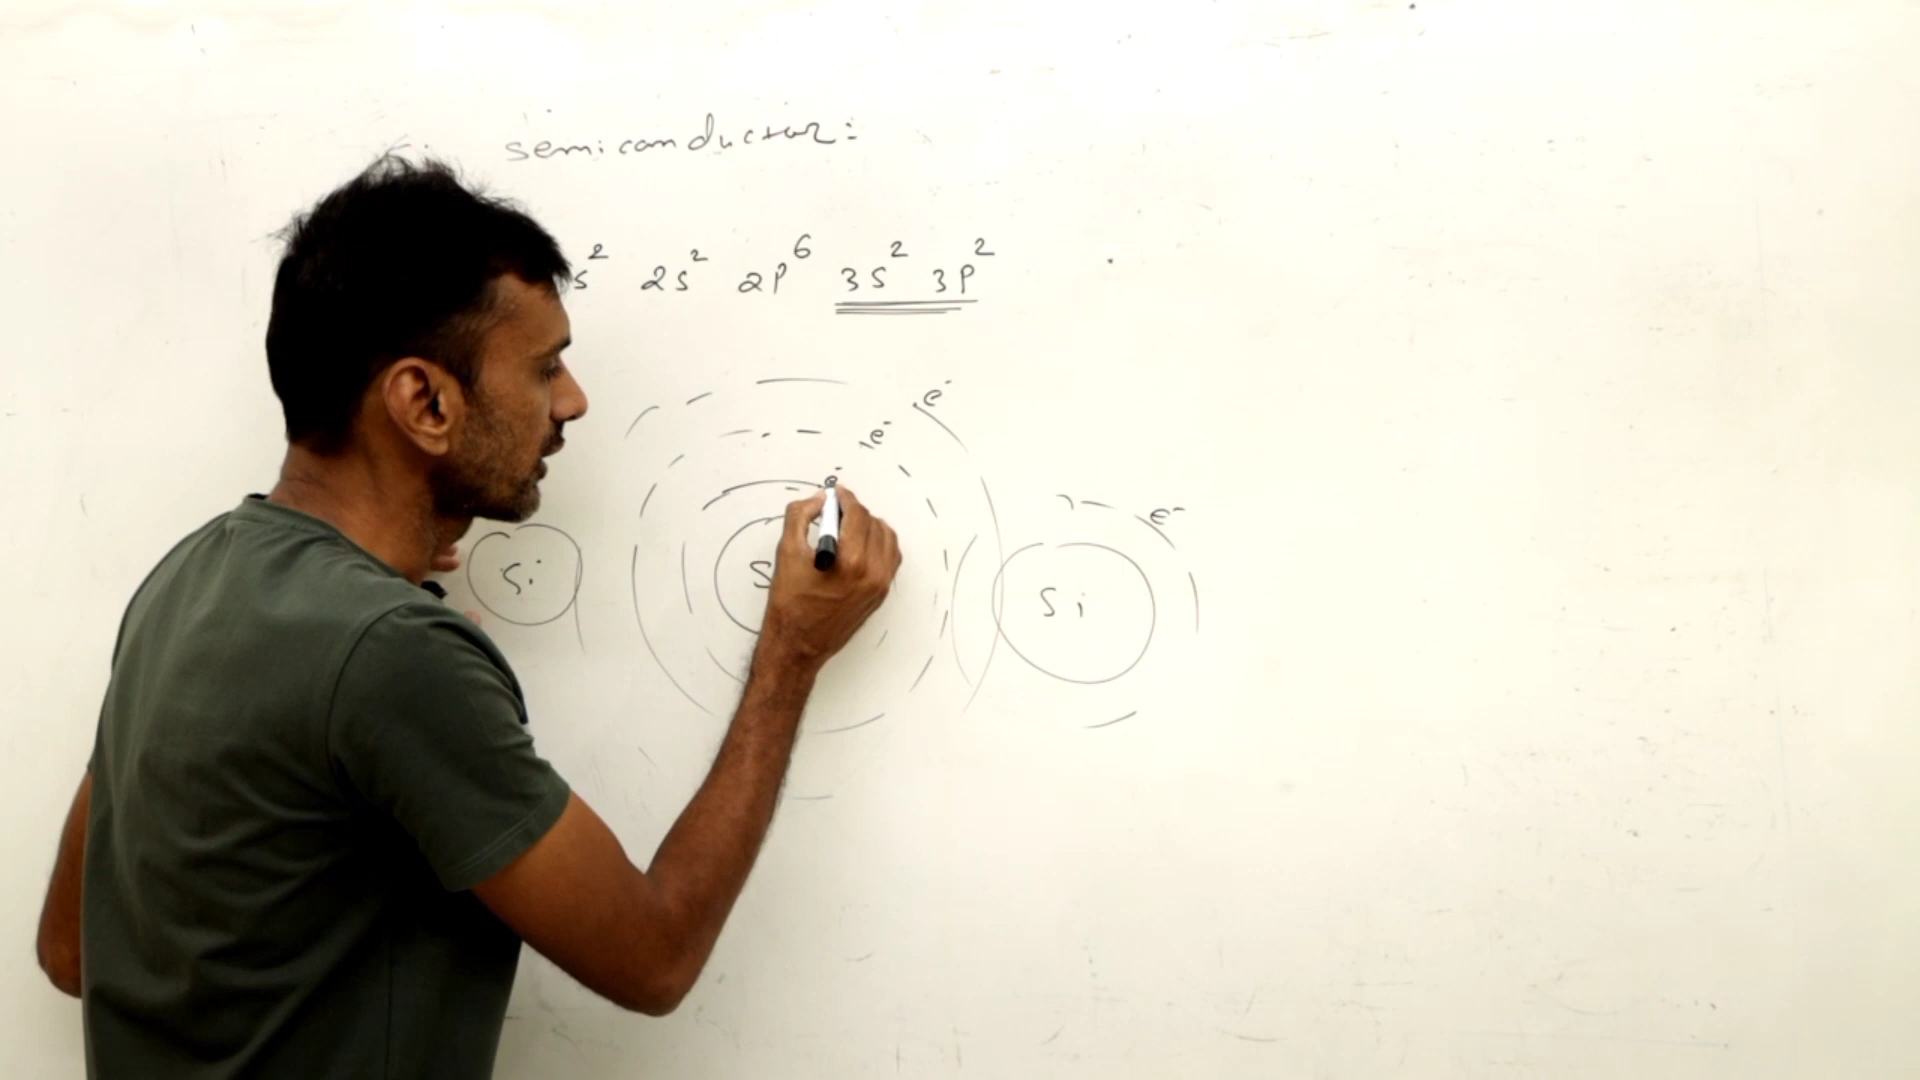 semiconductor:
s² 2s² 2p⁶ 3s² 3p²
e⁻
e⁻
e⁻
e⁻
Si S Si